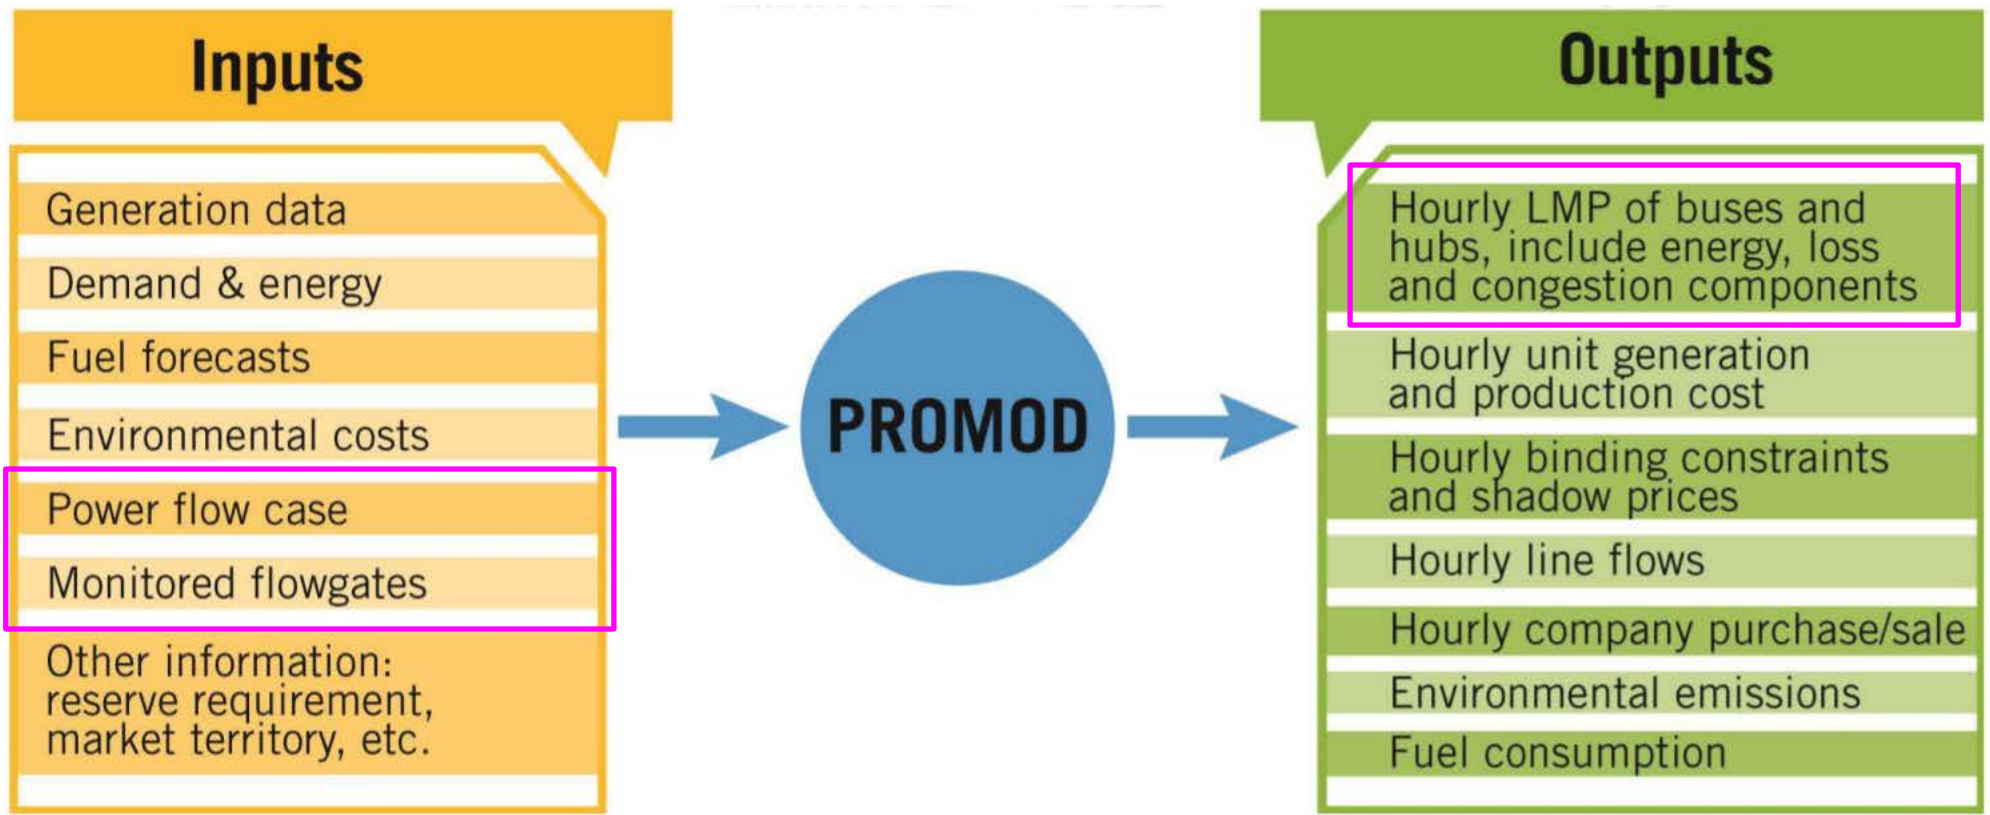 Inputs
Generation data
Demand & energy
Fuel forecasts
Environmental costs
Power flow case
Monitored flowgates
Other information:
reserve requirement,
market territory, etc.
PROMOD
Outputs
Hourly LMP of buses and
hubs, include energy, loss
and congestion components
Hourly unit generation
and production cost
Hourly binding constraints
and shadow prices
Hourly line flows
Hourly company purchase/sale
Environmental emissions
Fuel consumption